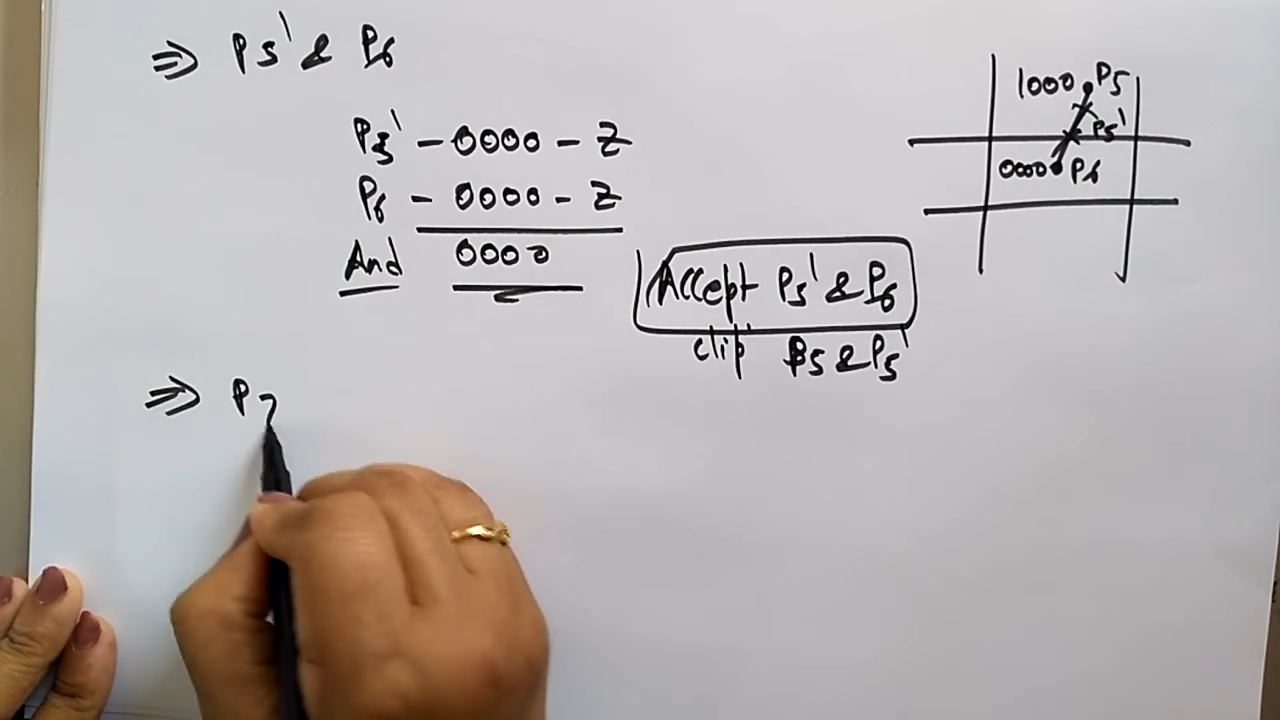 ⇒ P5' & P6
P5' - 0000 - Z
P6 - 0000 - Z
And 0000
Accept P5' & P6
clip P5 & P5'
⇒ P7
1000 P5
P5'
0000 P6